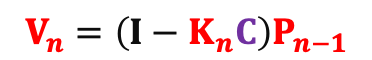 Vₙ = (I − KₙC)Pₙ₋₁